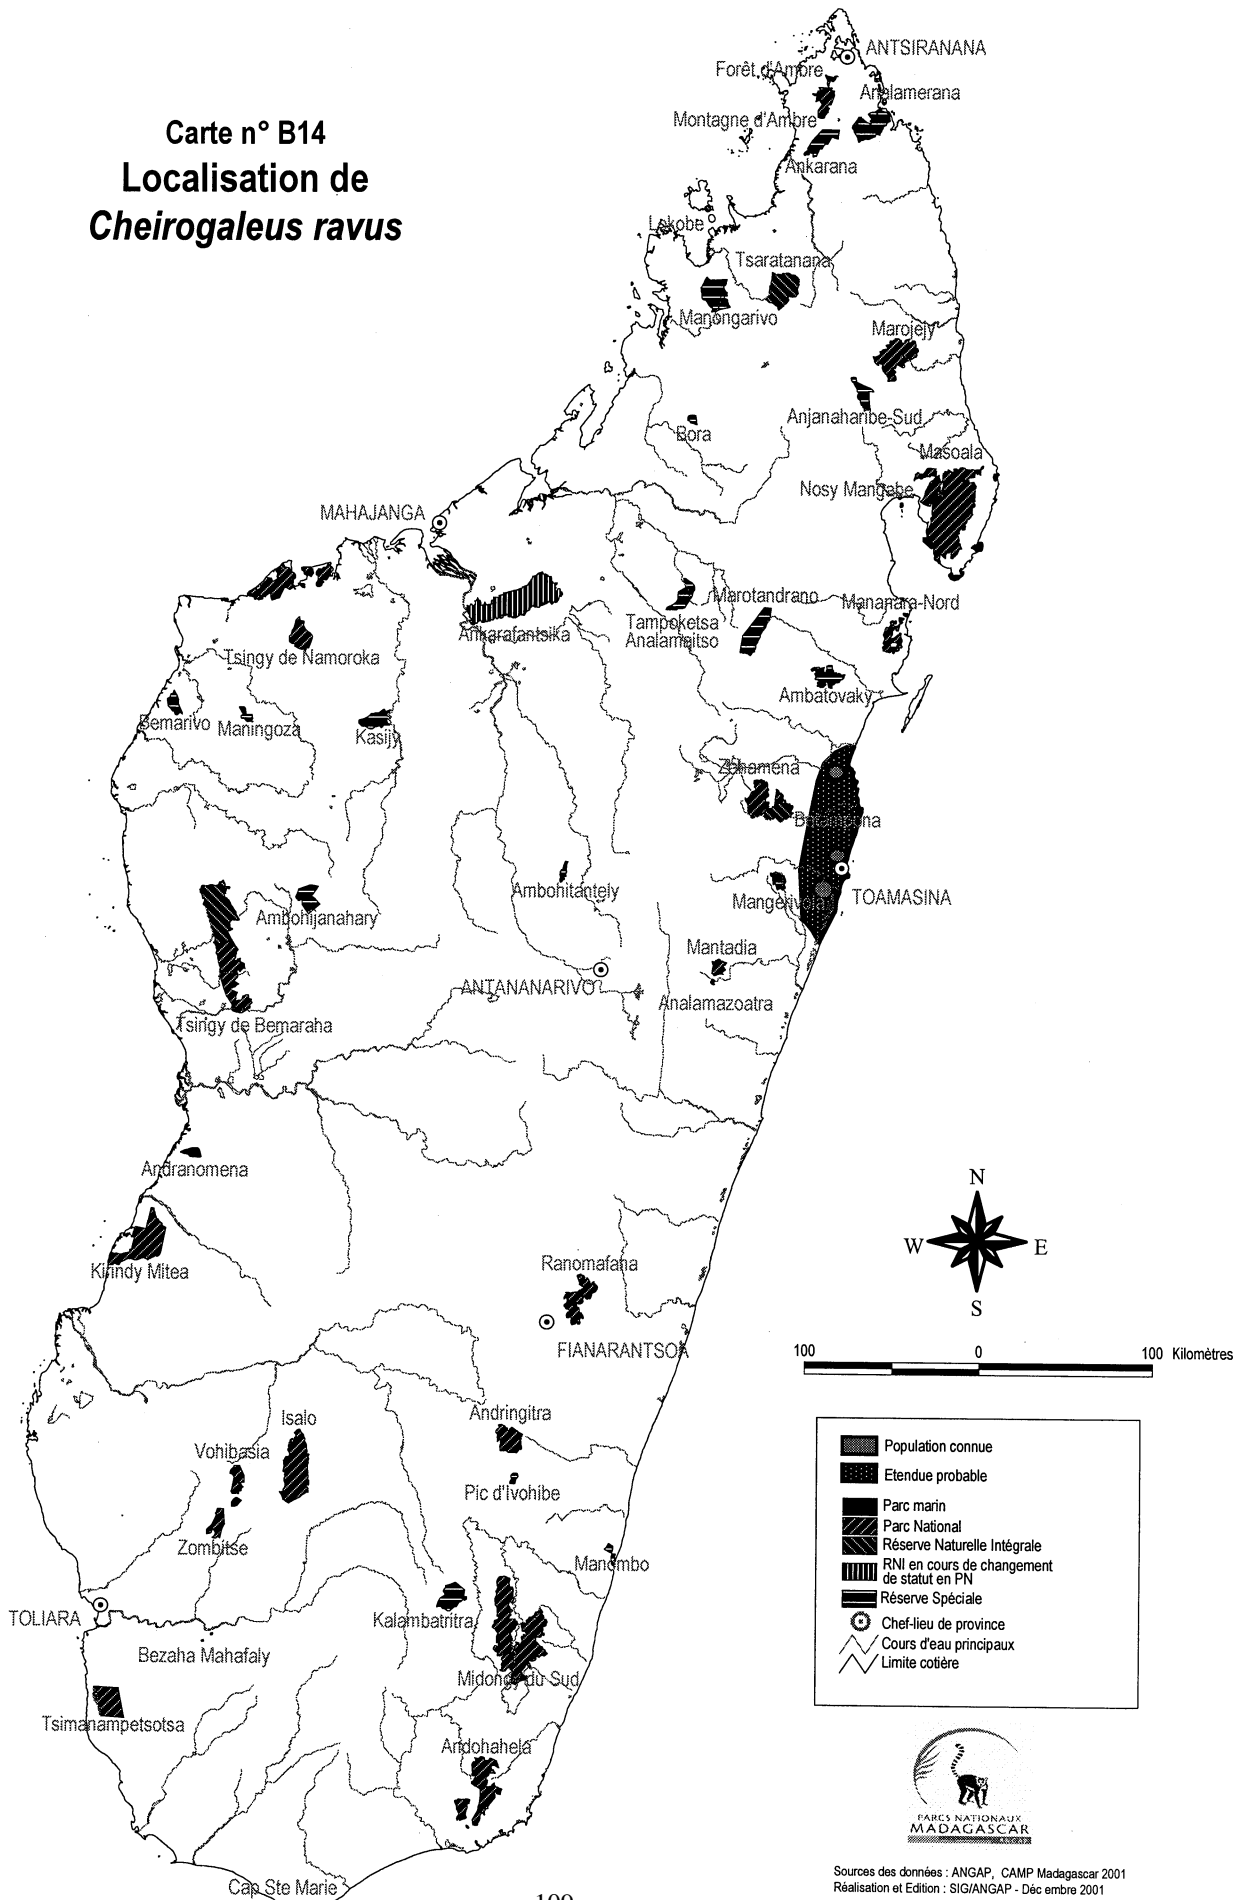 Carte n° B14
Localisation de
Cheirogaleus ravus
ANTSIRANANA
Forêt d'Ambre
Analamerana
Montagne d'Ambre
Ankarana
Lokobe
Tsaratanana
Manongarivo
Marojejy
Anjanaharibe-Sud
Bora
Masoala
Nosy Mangabe
MAHAJANGA
Marotandrano
Mananara-Nord
Tampoketsa
Analamaitso
Ankarafantsika
Tsingy de Namoroka
Ambatovaky
Bemarivo
Maningoza
Kasijy
Zahamena
Betampona
Ambohitantely
Mangerivola
TOAMASINA
Ambohijanahary
Mantadia
ANTANANARIVO
Analamazoatra
Tsingy de Bemaraha
Andranomena
N
W
E
S
Kirindy Mitea
Ranomafana
FIANARANTSOA
100
0
100 Kilomètres
Isalo
Andringitra
Vohibasia
Pic d'Ivohibe
Zombitse
Manombo
TOLIARA
Kalambatritra
Bezaha Mahafaly
Midongy du Sud
Tsimanampetsotsa
Andohahela
Cap Ste Marie
Population connue
Etendue probable
Parc marin
Parc National
Réserve Naturelle Intégrale
RNI en cours de changement
de statut en PN
Réserve Spéciale
Chef-lieu de province
Cours d'eau principaux
Limite cotière
PARCS NATIONAUX
MADAGASCAR
ANGAP
Sources des données : ANGAP, CAMP Madagascar 2001
Réalisation et Edition : SIG/ANGAP - Déc embre 2001
109